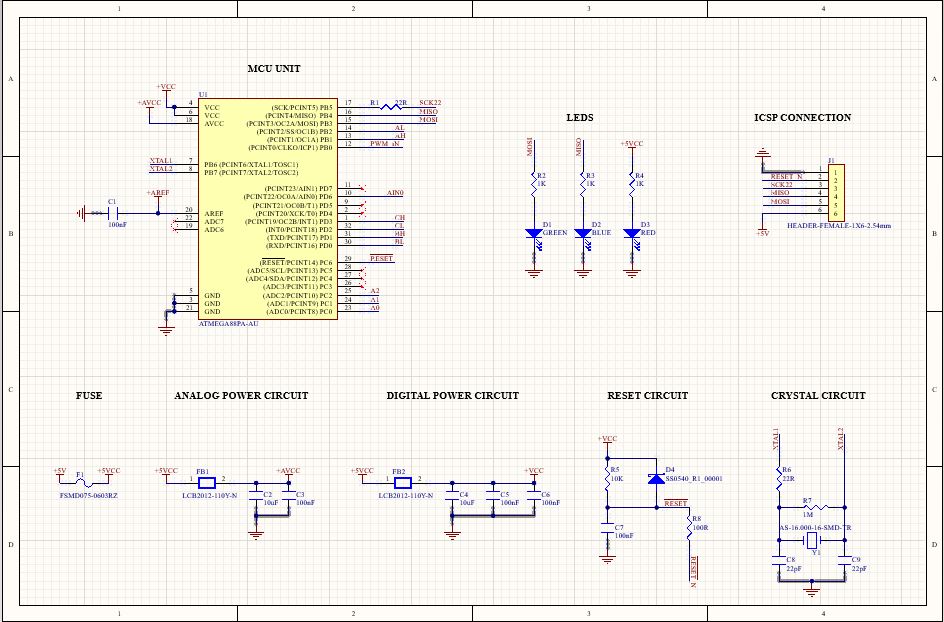 1 2 3 4
A A
B B
C C
D D
MCU UNIT
LEDS
ICSP CONNECTION
+VCC
+AVCC
U1
4 VCC
6 VCC
18 AVCC
(SCK/PCINT5) PB5 17 R1 22R SCK22
(PCINT4/MISO) PB4 16 MISO
(PCINT3/OC2A/MOSI) PB3 15 MOSI
(PCINT2/SS/OC1B) PB2 14 AL
(PCINT1/OC1A) PB1 13 AH
(PCINT0/CLKO/ICP1) PB0 12 PWM_IN
XTAL1 7 PB6 (PCINT6/XTAL1/TOSC1)
XTAL2 8 PB7 (PCINT7/XTAL2/TOSC2)
(PCINT23/AIN1) PD7 11
(PCINT22/OC0A/AIN0) PD6 10 AIN0
(PCINT21/OC0B/T1) PD5 9
(PCINT20/XCK/T0) PD4 2
(PCINT19/OC2B/INT1) PD3 1 CH
(INT0/PCINT18) PD2 32 CL
(TXD/PCINT17) PD1 31 BH
(RXD/PCINT16) PD0 30 BL
+AREF
C1
100nF
20 AREF
22 ADC7
19 ADC6
(RESET/PCINT14) PC6 29 RESET
(ADC5/SCL/PCINT13) PC5 28
(ADC4/SDA/PCINT12) PC4 27
(ADC3/PCINT11) PC3 26
(ADC2/PCINT10) PC2 25 A2
(ADC1/PCINT9) PC1 24 A1
(ADC0/PCINT8) PC0 23 A0
5 GND
3 GND
21 GND
ATMEGA88PA-AU
MOSI
R2
1K
D1
GREEN
MISO
R3
1K
D2
BLUE
+5VCC
R4
1K
D3
RED
J1
1 1
RESET_N 2 2
SCK22 3 3
MISO 4 4
MOSI 5 5
6 6
+5V
HEADER-FEMALE-1X6-2.54mm
FUSE
ANALOG POWER CIRCUIT
DIGITAL POWER CIRCUIT
RESET CIRCUIT
CRYSTAL CIRCUIT
+5V
F1
+5VCC
FSMD075-0603RZ
+5VCC
1 FB1 2
LCB2012-110Y-N
+AVCC
C2
10uF
C3
100nF
+5VCC
1 FB2 2
LCB2012-110Y-N
+VCC
C4
10uF
C5
100nF
C6
100nF
+VCC
R5
10K
D4
SS0540_R1_00001
RESET
C7
100nF
R8
100R
RESET_N
XTAL1
XTAL2
R6
22R
R7
1M
AS-16.000-16-SMD-TR
Y1
C8
22pF
C9
22pF
1 2 3 4